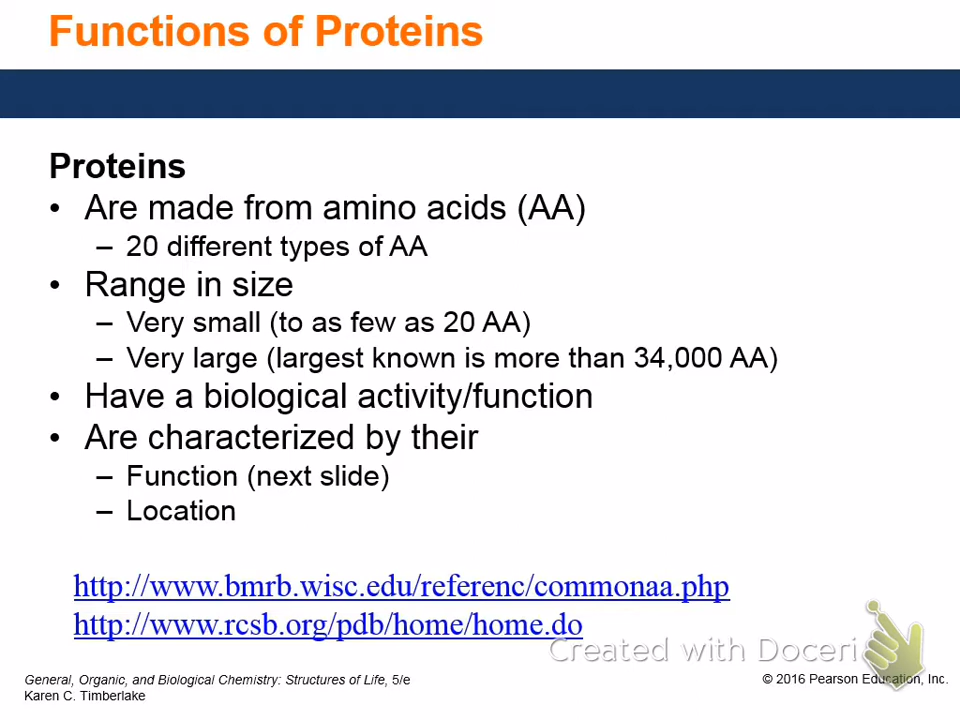 Functions of Proteins
Proteins
• Are made from amino acids (AA)
– 20 different types of AA
• Range in size
– Very small (to as few as 20 AA)
– Very large (largest known is more than 34,000 AA)
• Have a biological activity/function
• Are characterized by their
– Function (next slide)
– Location
http://www.bmrb.wisc.edu/referenc/commonaa.php
http://www.rcsb.org/pdb/home/home.do
Created with Doceri
General, Organic, and Biological Chemistry: Structures of Life, 5/e
Karen C. Timberlake
© 2016 Pearson Education, Inc.